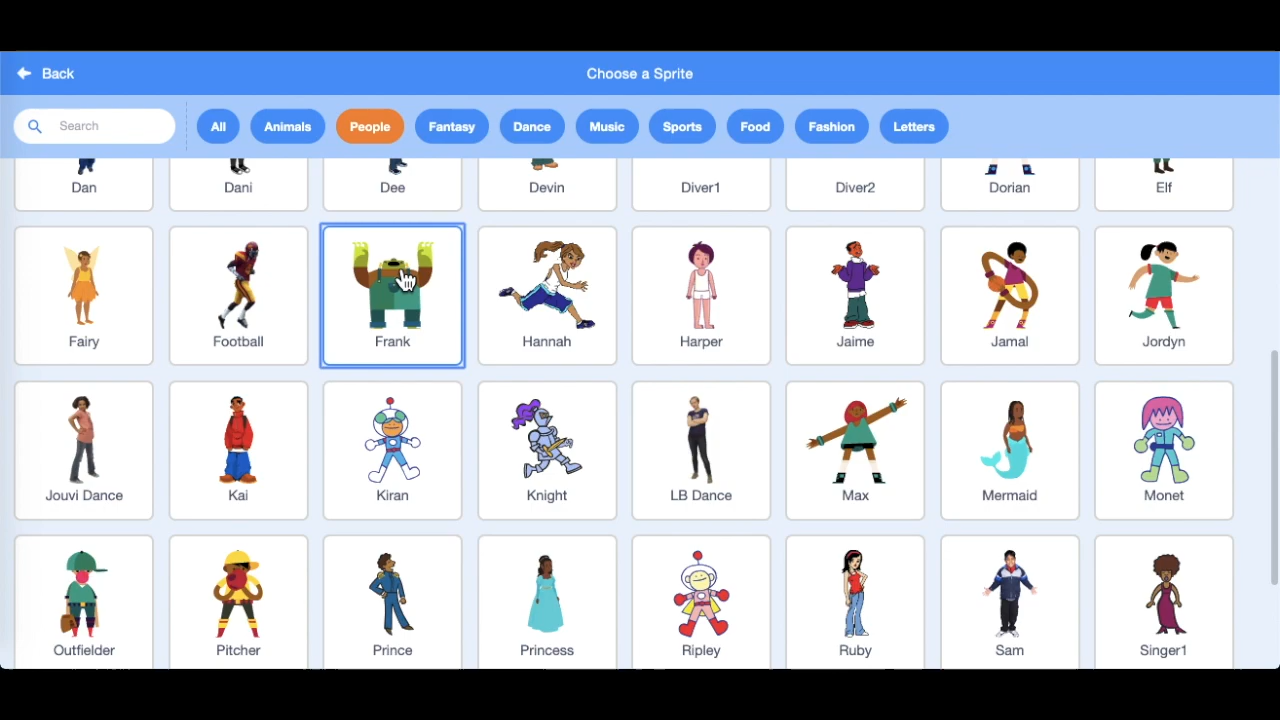 Back
Choose a Sprite
Search
All
Animals
People
Fantasy
Dance
Music
Sports
Food
Fashion
Letters
Dan
Dani
Dee
Devin
Diver1
Diver2
Dorian
Elf
Fairy
Football
Frank
Hannah
Harper
Jaime
Jamal
Jordyn
Jouvi Dance
Kai
Kiran
Knight
LB Dance
Max
Mermaid
Monet
Outfielder
Pitcher
Prince
Princess
Ripley
Ruby
Sam
Singer1